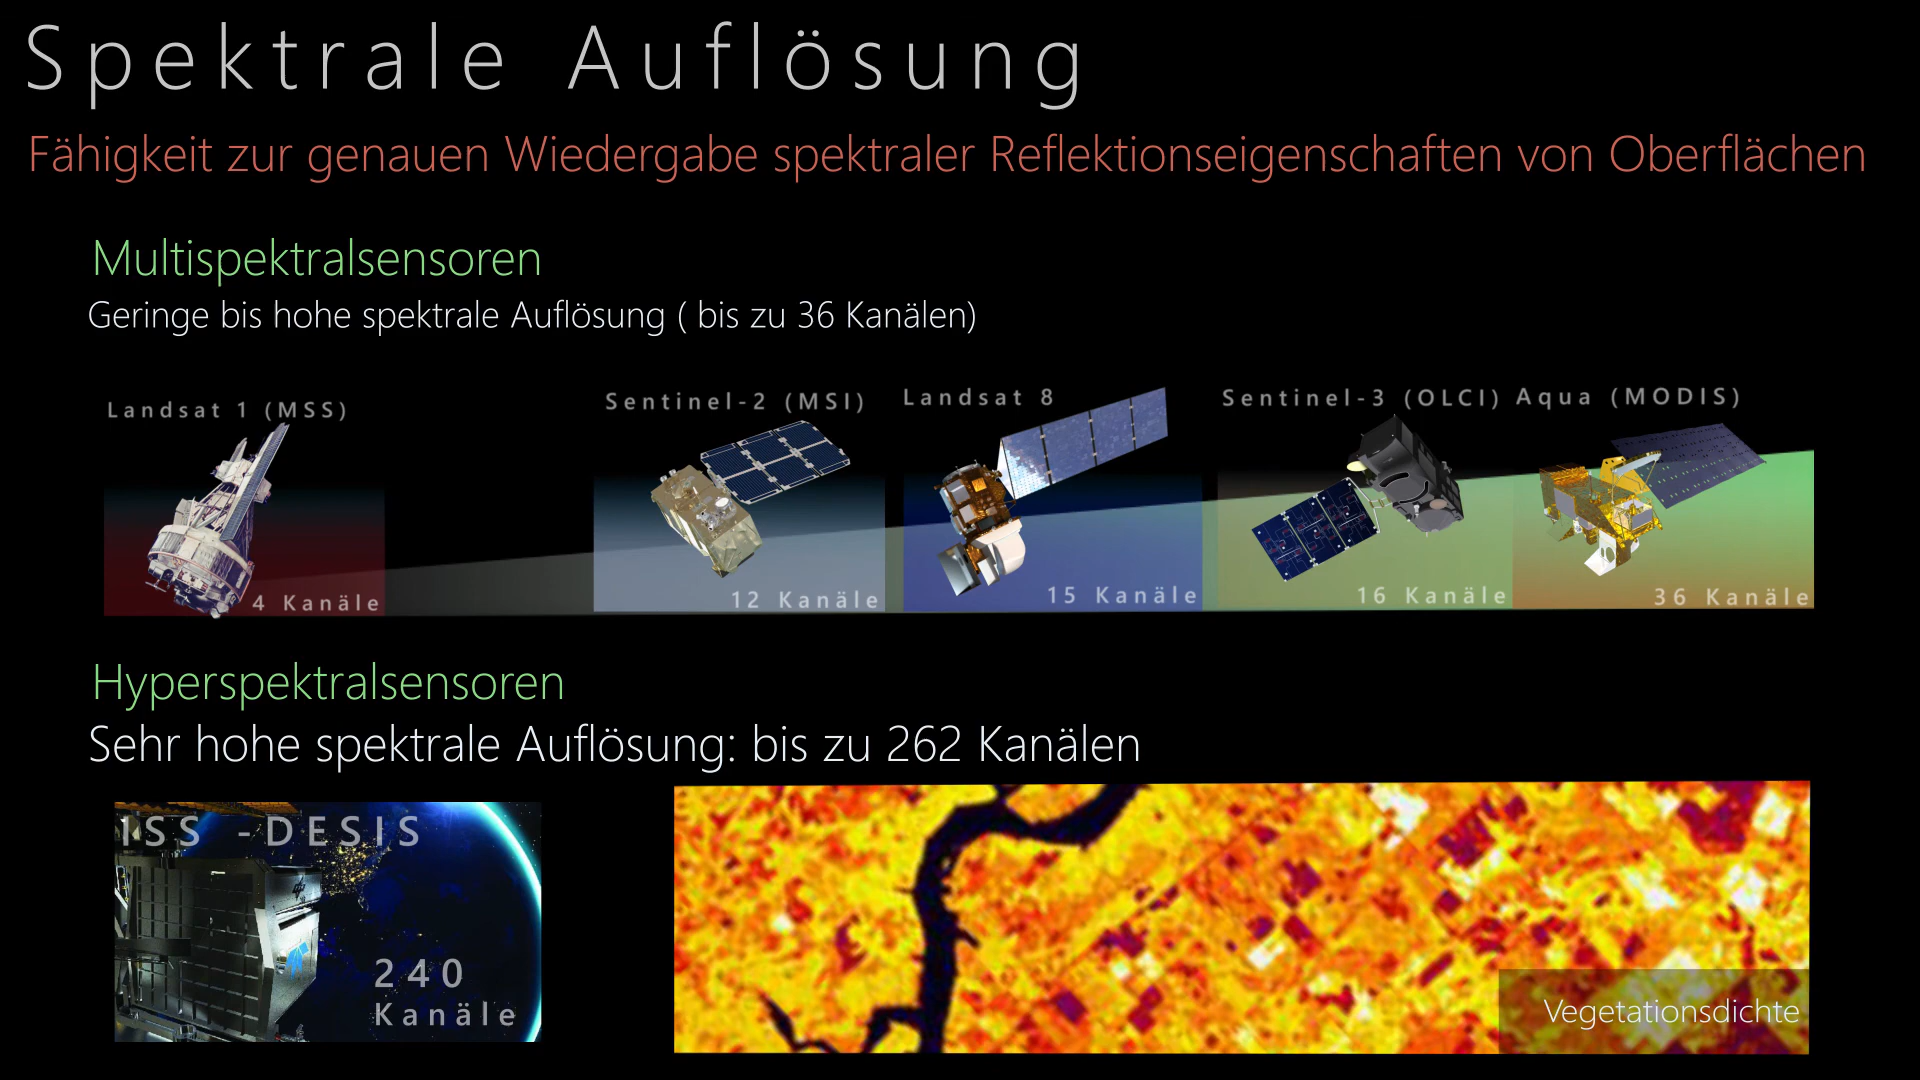 Spektrale Auflösung
Fähigkeit zur genauen Wiedergabe spektraler Reflektionseigenschaften von Oberflächen
Multispektralsensoren
Geringe bis hohe spektrale Auflösung ( bis zu 36 Kanälen)
Landsat 1 (MSS)
4 Kanäle
Sentinel-2 (MSI)
12 Kanäle
Landsat 8
15 Kanäle
Sentinel-3 (OLCI)
16 Kanäle
Aqua (MODIS)
36 Kanäle
Hyperspektralsensoren
Sehr hohe spektrale Auflösung: bis zu 262 Kanälen
ISS -DESIS
240
Kanäle
Vegetationsdichte